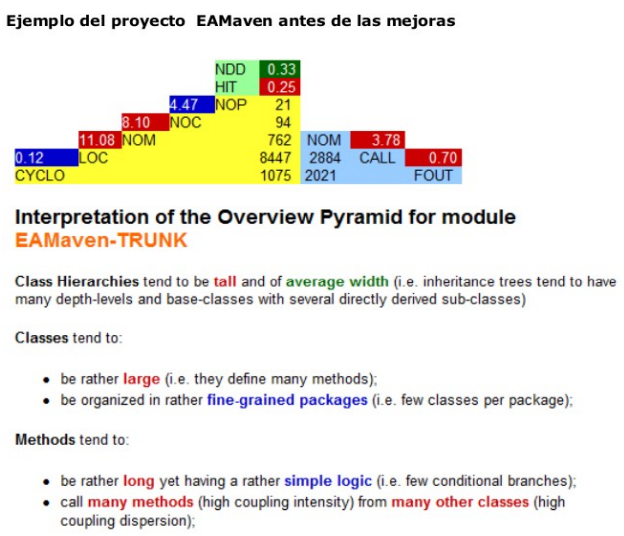 Ejemplo del proyecto EAMaven antes de las mejoras
NDD 0.33
HIT 0.25
4.47 NOP 21
8.10 NOC 94
11.08 NOM 762 NOM 3.78
0.12 LOC 8447 2884 CALL 0.70
CYCLO 1075 2021 FOUT
Interpretation of the Overview Pyramid for module
EAMaven-TRUNK
Class Hierarchies tend to be tall and of average width (i.e. inheritance trees tend to have
many depth-levels and base-classes with several directly derived sub-classes)
Classes tend to:
• be rather large (i.e. they define many methods);
• be organized in rather fine-grained packages (i.e. few classes per package);
Methods tend to:
• be rather long yet having a rather simple logic (i.e. few conditional branches);
• call many methods (high coupling intensity) from many other classes (high
coupling dispersion);